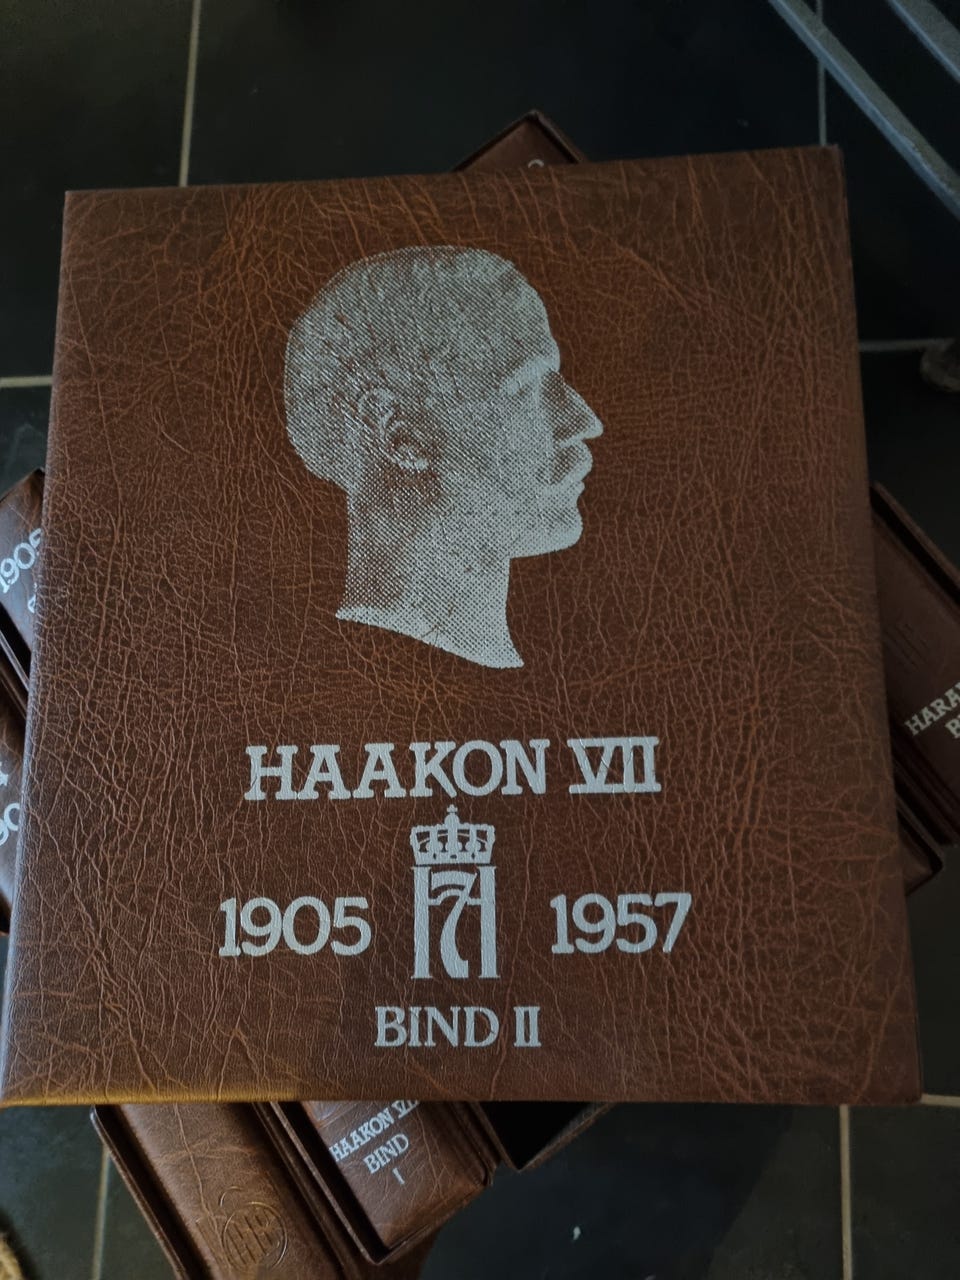 HAAKON VII
1905 1957
BIND II
HAAKON VII
BIND
I